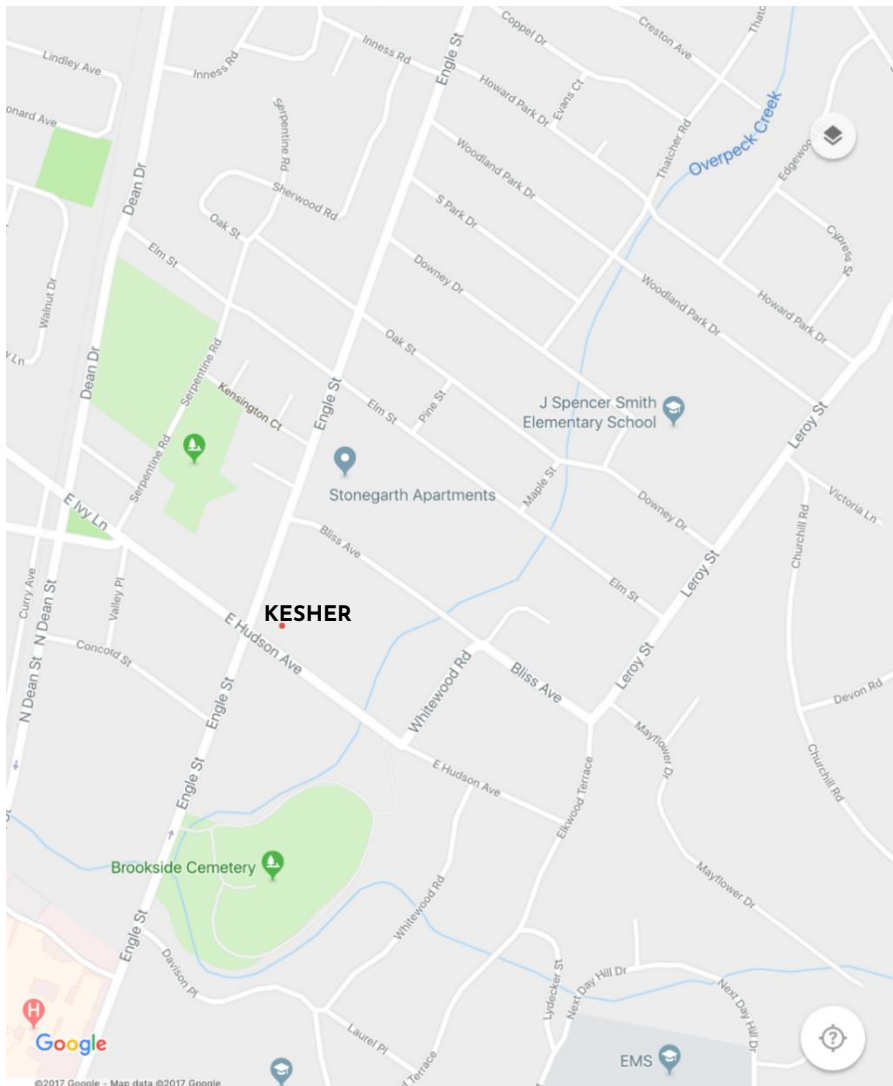 Lindley Ave
Inness Rd
Inness Rd
Engle St
Coppel Dr
Creston Ave
onard Ave
Serpentine Rd
Howard Park Dr
Evans Ct
Thatcher Rd
Overpeck Creek
Dean Dr
Sherwood Rd
Woodland Park Dr
S Park Dr
Oak St
Elm St
Downey Dr
Cypress St
Walnut Dr
Woodland Park Dr
Howard Park Dr
Dean Dr
Serpentine Rd
Kensington Ct
Engle St
Oak St
Elm St
Pine St
J Spencer Smith
Elementary School
Leroy St
Serpentine Rd
Stonegarth Apartments
Maple St
Victoria Ln
E Ivy Ln
Bliss Ave
Downey Dr
Churchill Rd
Curry Ave
N Dean St
Valley Pl
Elm St
Leroy St
KESHER
E Hudson Ave
Concold St
Whitewood Rd
Bliss Ave
Leroy St
Devon Rd
N Dean St
Engle St
Mayflower Dr
Churchill Rd
E Hudson Ave
Elkwood Terrace
Engle St
Brookside Cemetery
Mayflower Dr
Whitewood Rd
Engle St
Davison Pl
Lydecker St
Next Day Hill Dr
Next Day Hill Dr
H
Google
Laurel Pl
Terrace
EMS
?
©2017 Google - Map data ©2017 Google